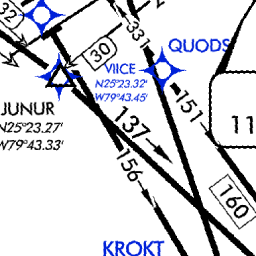 32
331
QUODS
30
VIICE
N25°23.32'
W79°43.45'
151
JUNUR
N25°23.27'
W79°43.33'
137
11
156
160
KROKT